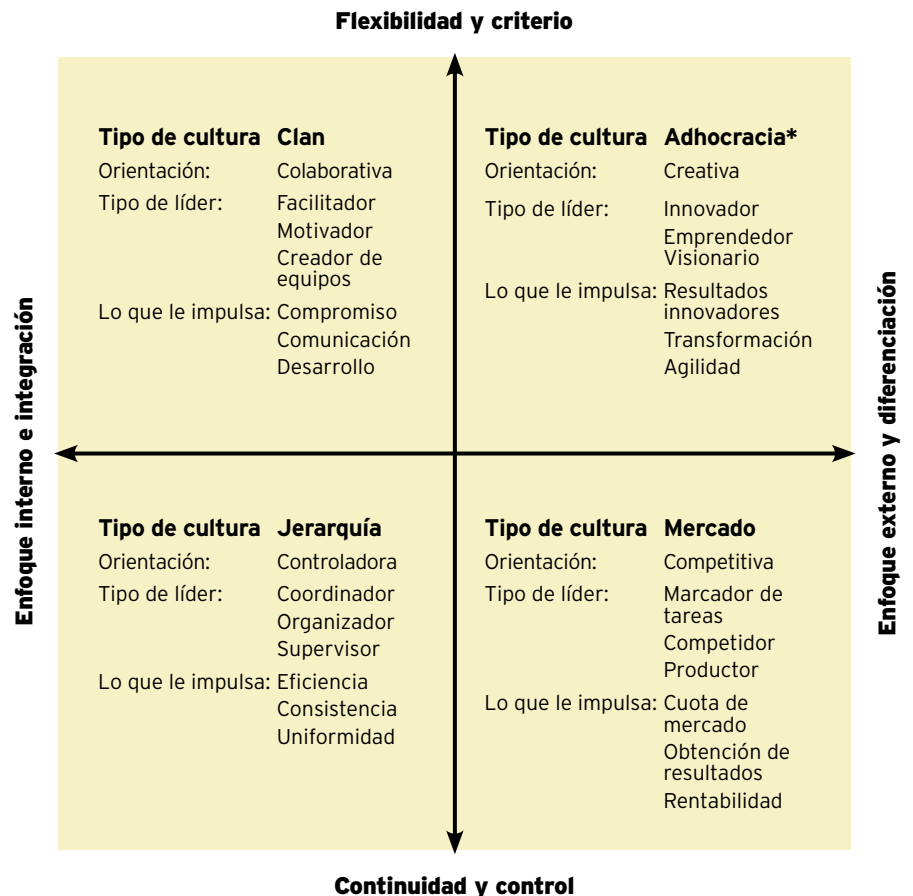 Flexibilidad y criterio
Enfoque interno e integración
Tipo de cultura Clan
Orientación: Colaborativa
Tipo de líder: Facilitador
Motivador
Creador de
equipos
Lo que le impulsa: Compromiso
Comunicación
Desarrollo
Tipo de cultura Adhocracia*
Orientación: Creativa
Tipo de líder: Innovador
Emprendedor
Visionario
Lo que le impulsa: Resultados
innovadores
Transformación
Agilidad
Tipo de cultura Jerarquía
Orientación: Controladora
Tipo de líder: Coordinador
Organizador
Supervisor
Lo que le impulsa: Eficiencia
Consistencia
Uniformidad
Tipo de cultura Mercado
Orientación: Competitiva
Tipo de líder: Marcador de
tareas
Competidor
Productor
Lo que le impulsa: Cuota de
mercado
Obtención de
resultados
Rentabilidad
Enfoque externo y diferenciación
Continuidad y control